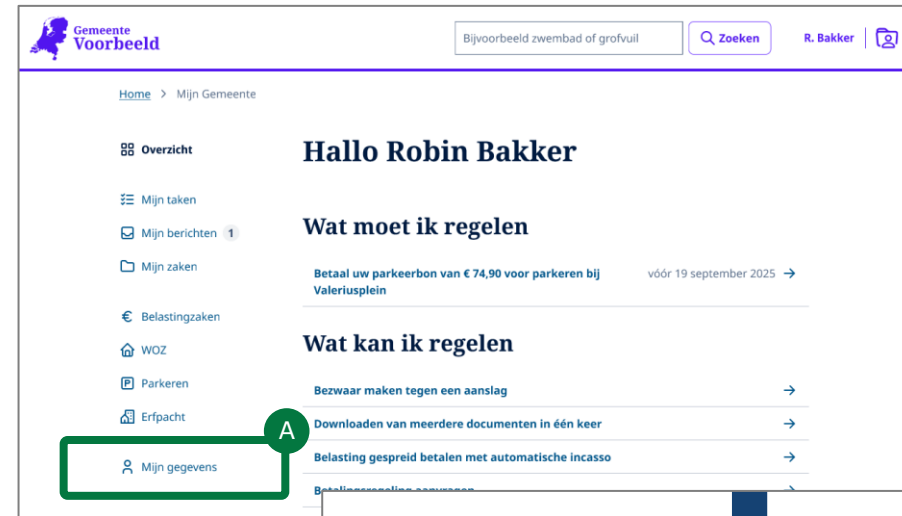 Gemeente
Voorbeeld
Bijvoorbeeld zwembad of grofvuil
Zoeken
R. Bakker
Home > Mijn Gemeente
Overzicht
Mijn taken
Mijn berichten 1
Mijn zaken
€ Belastingzaken
WOZ
P Parkeren
Erfpacht
A
Mijn gegevens
Hallo Robin Bakker
Wat moet ik regelen
Betaal uw parkeerbon van € 74,90 voor parkeren bij
Valeriusplein
vóór 19 september 2025
Wat kan ik regelen
Bezwaar maken tegen een aanslag
Downloaden van meerdere documenten in één keer
Belasting gespreid betalen met automatische incasso
Betalingsregeling aanvragen